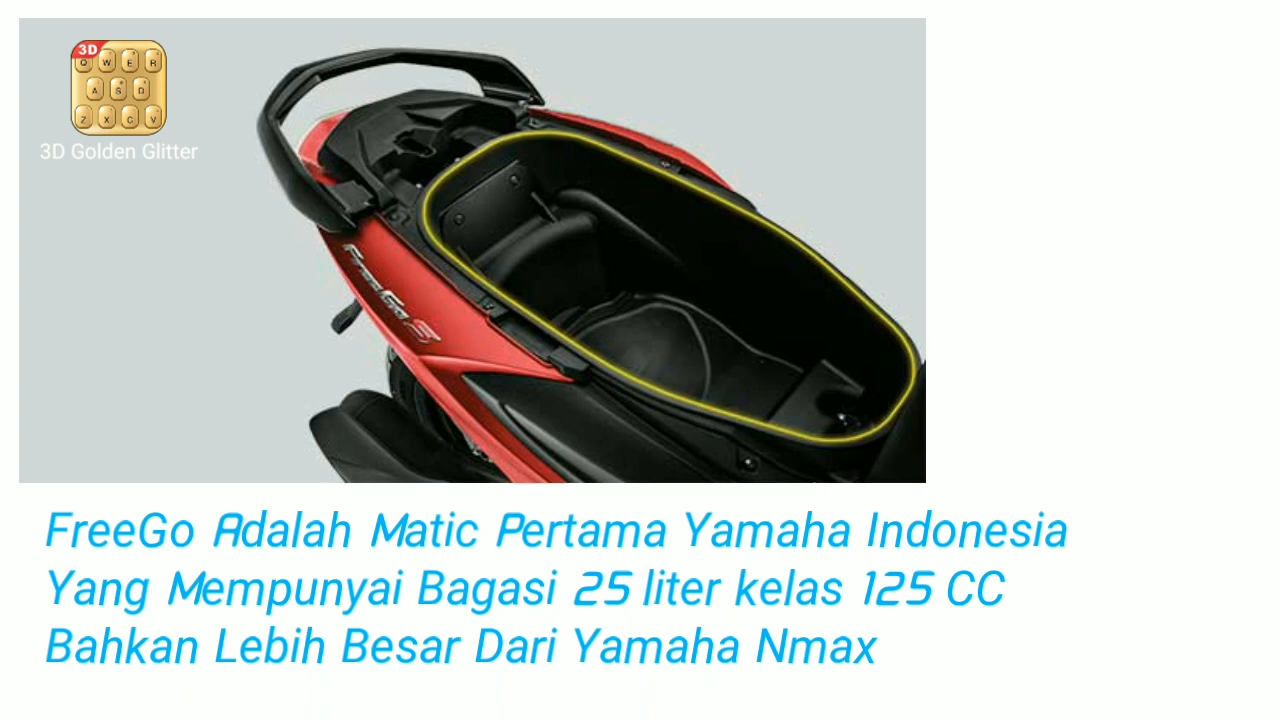 3D
Q W E R
A S D
Z X C V
3D Golden Glitter
FreeGo S
FreeGo Adalah Matic Pertama Yamaha Indonesia
Yang Mempunyai Bagasi 25 liter kelas 125 CC
Bahkan Lebih Besar Dari Yamaha Nmax